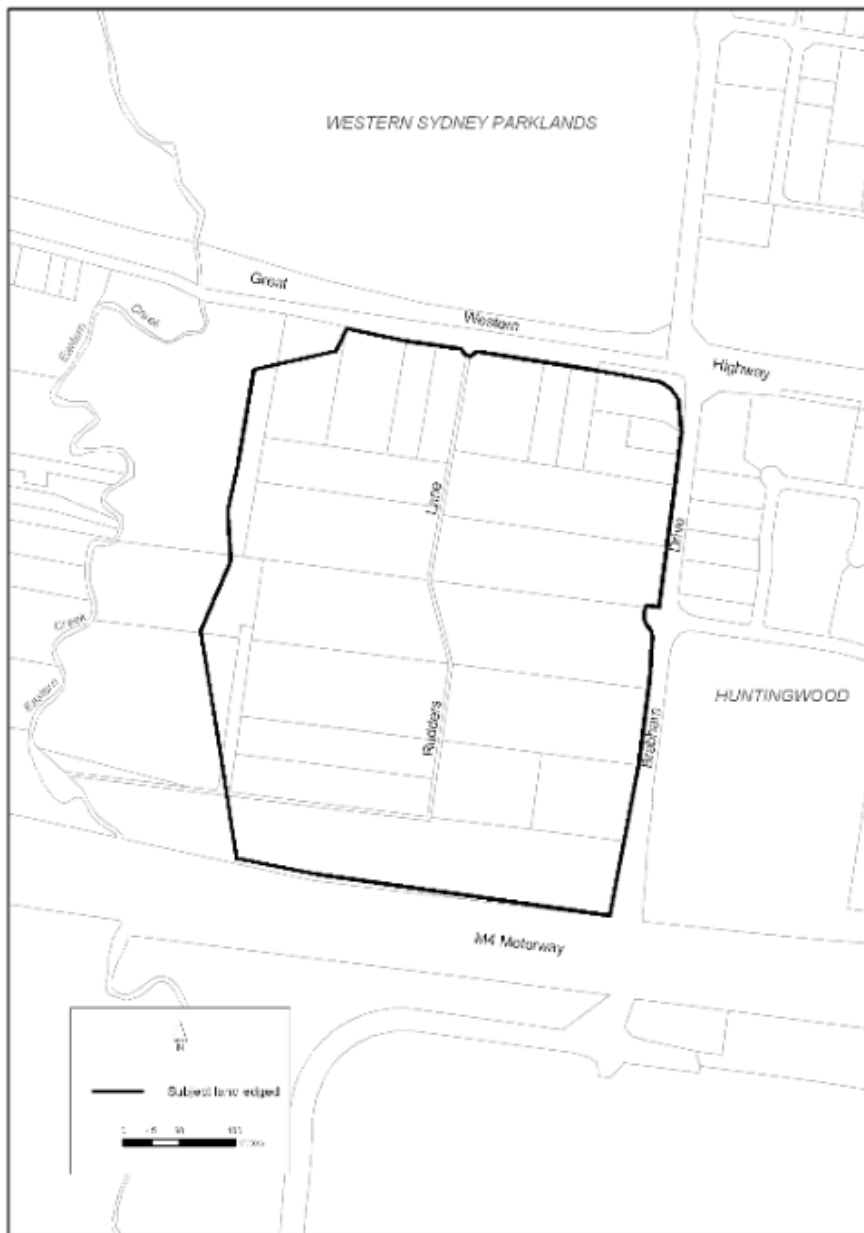 WESTERN SYDNEY PARKLANDS
Great
Western
Highway
Eastern
Creek
Lane
Drive
Creek
Eastern
HUNTINGWOOD
Rudders
Brabham
M4 Motorway
N
Subject land edged